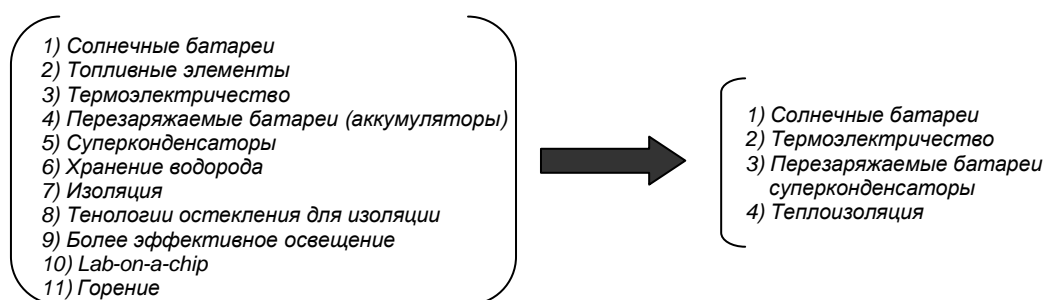 1) Солнечные батареи
2) Топливные элементы
3) Термоэлектричество
4) Перезаряжаемые батареи (аккумуляторы)
5) Суперконденсаторы
6) Хранение водорода
7) Изоляция
8) Тенологии остекления для изоляции
9) Более эффективное освещение
10) Lab-on-a-chip
11) Горение
1) Солнечные батареи
2) Термоэлектричество
3) Перезаряжаемые батареи
суперконденсаторы
4) Теплоизоляция